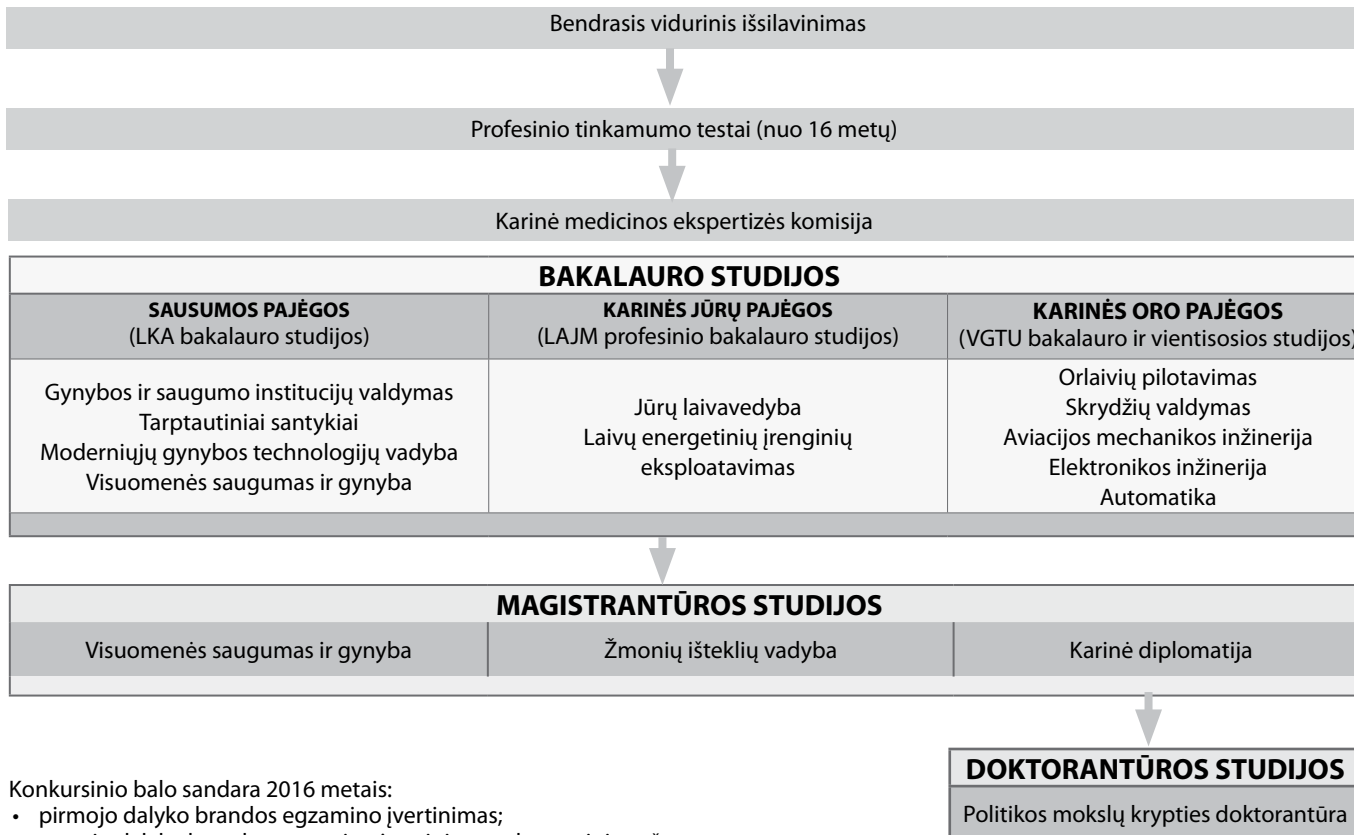 Bendrasis vidurinis išsilavinimas
Profesinio tinkamumo testai (nuo 16 metų)
Karinė medicinos ekspertizės komisija
BAKALAURO STUDIJOS
SAUSUMOS PAJĖGOS
(LKA bakalauro studijos)
Gynybos ir saugumo institucijų valdymas
Tarptautiniai santykiai
Moderniųjų gynybos technologijų vadyba
Visuomenės saugumas ir gynyba
KARINĖS JŪRŲ PAJĖGOS
(LAJM profesinio bakalauro studijos)
Jūrų laivavedyba
Laivų energetinių įrenginių
eksploatavimas
KARINĖS ORO PAJĖGOS
(VGTU bakalauro ir vientisosios studijos)
Orlaivių pilotavimas
Skrydžių valdymas
Aviacijos mechanikos inžinerija
Elektronikos inžinerija
Automatika
MAGISTRANTŪROS STUDIJOS
Visuomenės saugumas ir gynyba
Žmonių išteklių vadyba
Karinė diplomatija
DOKTORANTŪROS STUDIJOS
Politikos mokslų krypties doktorantūra
Konkursinio balo sandara 2016 metais:
• pirmojo dalyko brandos egzamino įvertinimas;